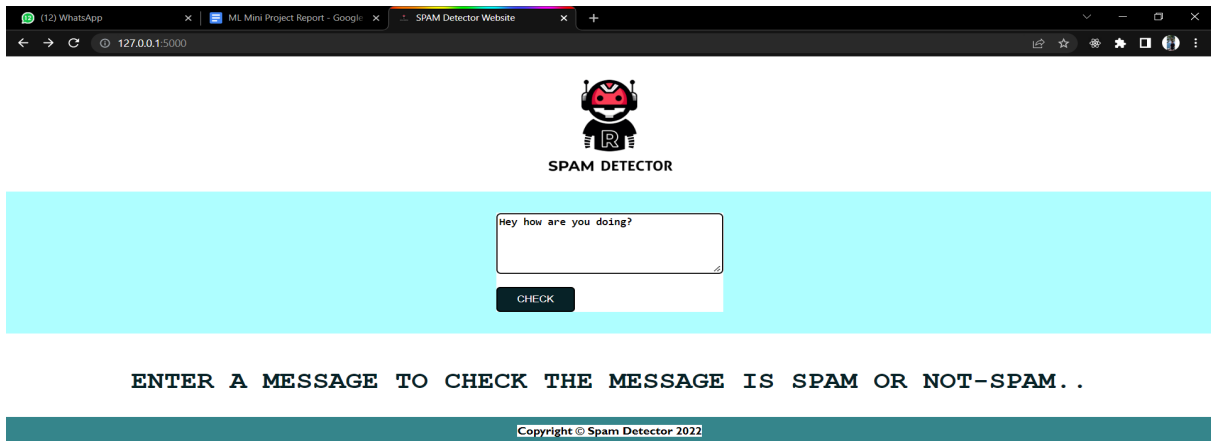 (12) WhatsApp
ML Mini Project Report - Google
SPAM Detector Website
127.0.0.1:5000
R
SPAM DETECTOR
Hey how are you doing?
CHECK
ENTER A MESSAGE TO CHECK THE MESSAGE IS SPAM OR NOT-SPAM..
Copyright © Spam Detector 2022